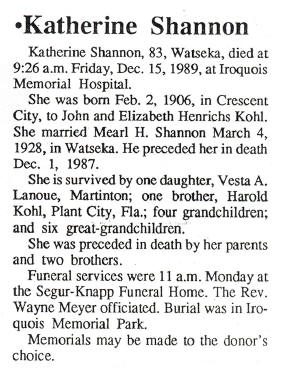 •Katherine Shannon
Katherine Shannon, 83, Watseka, died at
9:26 a.m. Friday, Dec. 15, 1989, at Iroquois
Memorial Hospital.
She was born Feb. 2, 1906, in Crescent
City, to John and Elizabeth Henrichs Kohl.
She married Mearl H. Shannon March 4,
1928, in Watseka. He preceded her in death
Dec. 1, 1987.
She is survived by one daughter, Vesta A.
Lanoue, Martinton; one brother, Harold
Kohl, Plant City, Fla.; four grandchildren;
and six great-grandchildren.
She was preceded in death by her parents
and two brothers.
Funeral services were 11 a.m. Monday at
the Segur-Knapp Funeral Home. The Rev.
Wayne Meyer officiated. Burial was in Iro-
quois Memorial Park.
Memorials may be made to the donor's
choice.